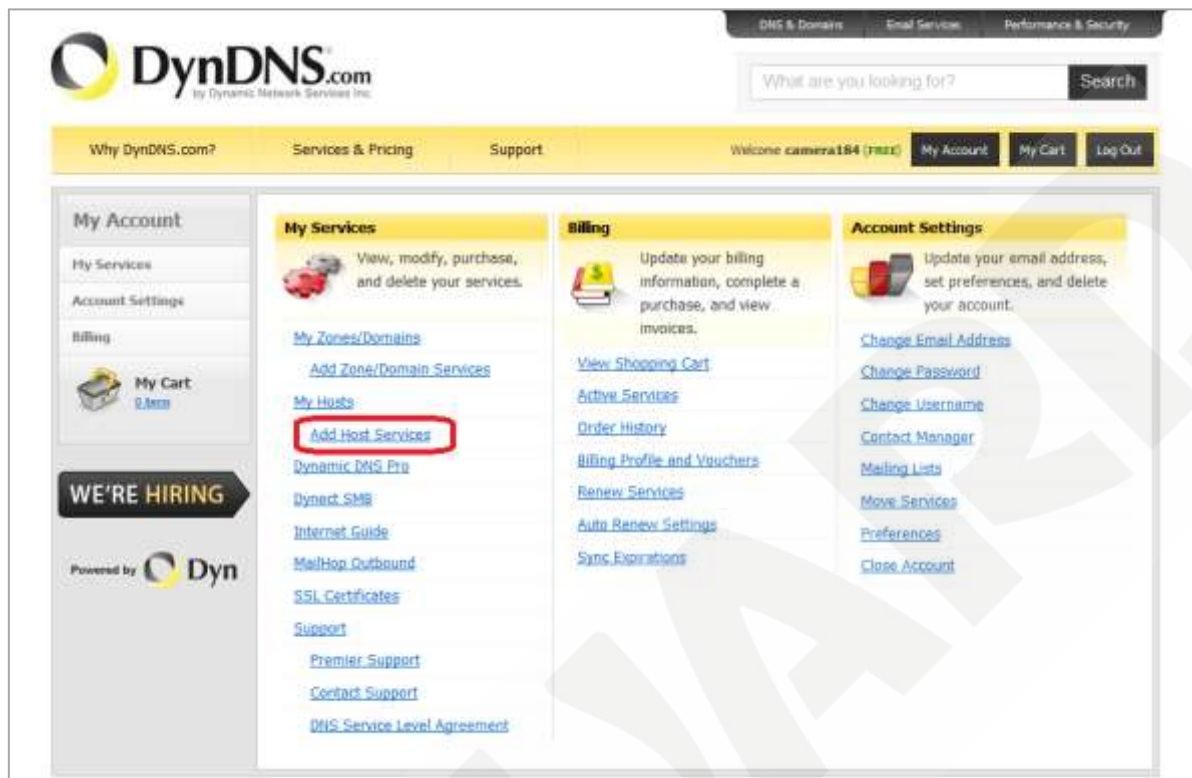 DNS & Domains Email Services Performance & Security
DynDNS.com
by Dynamic Network Services Inc.
What are you looking for? Search
Why DynDNS.com? Services & Pricing Support Welcome camera184 (FREE) My Account My Cart Log Out
My Account
My Services
Account Settings
Billing
My Cart
0 item
WE'RE HIRING
Powered by Dyn
My Services
View, modify, purchase,
and delete your services.
My Zones/Domains
Add Zone/Domain Services
My Hosts
Add Host Services
Dynamic DNS Pro
Dynect SMB
Internet Guide
MailHop Outbound
SSL Certificates
Support
Premier Support
Contact Support
DNS Service Level Agreement
Billing
Update your billing
information, complete a
purchase, and view
invoices.
View Shopping Cart
Active Services
Order History
Billing Profile and Vouchers
Renew Services
Auto Renew Settings
Sync Expirations
Account Settings
Update your email address,
set preferences, and delete
your account.
Change Email Address
Change Password
Change Username
Contact Manager
Mailing Lists
Move Services
Preferences
Close Account